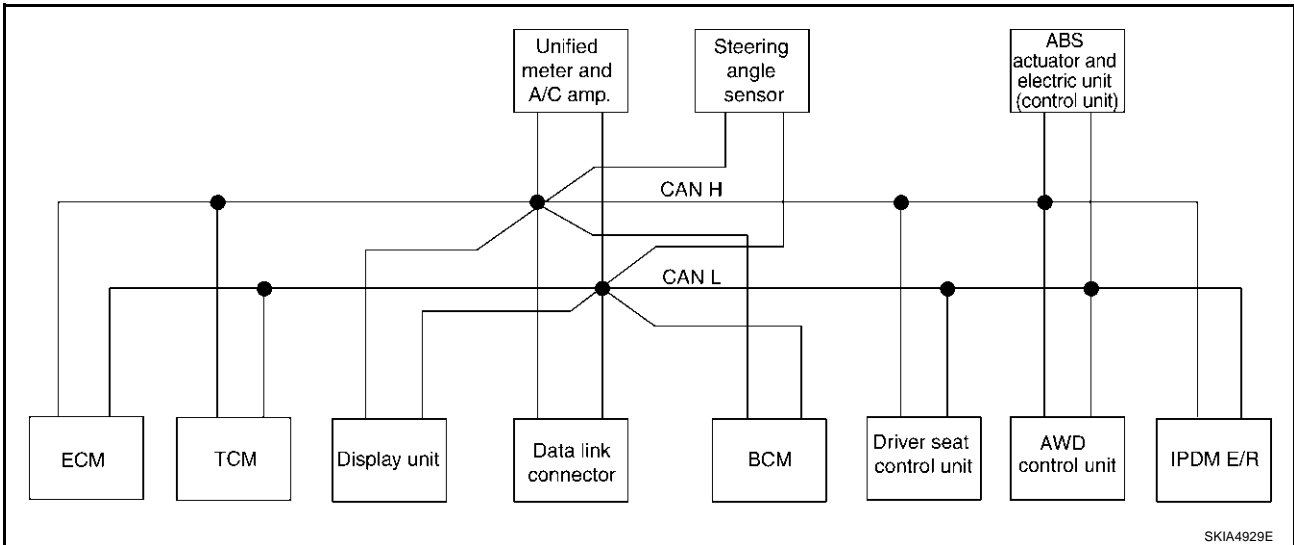 Unified
meter and
A/C amp.
Steering
angle
sensor
ABS
actuator and
electric unit
(control unit)
CAN H
CAN L
ECM
TCM
Display unit
Data link
connector
BCM
Driver seat
control unit
AWD
control unit
IPDM E/R
SKIA4929E